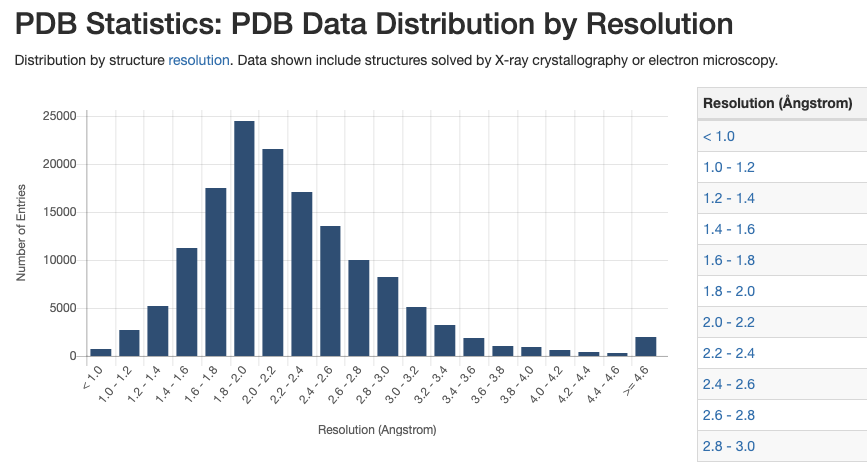 PDB Statistics: PDB Data Distribution by Resolution
Distribution by structure resolution. Data shown include structures solved by X-ray crystallography or electron microscopy.
Number of Entries
25000
20000
15000
10000
5000
0
< 1.0
1.0 - 1.2
1.2 - 1.4
1.4 - 1.6
1.6 - 1.8
1.8 - 2.0
2.0 - 2.2
2.2 - 2.4
2.4 - 2.6
2.6 - 2.8
2.8 - 3.0
3.0 - 3.2
3.2 - 3.4
3.4 - 3.6
3.6 - 3.8
3.8 - 4.0
4.0 - 4.2
4.2 - 4.4
4.4 - 4.6
>= 4.6
Resolution (Angstrom)
Resolution (Ångstrom)
< 1.0
1.0 - 1.2
1.2 - 1.4
1.4 - 1.6
1.6 - 1.8
1.8 - 2.0
2.0 - 2.2
2.2 - 2.4
2.4 - 2.6
2.6 - 2.8
2.8 - 3.0